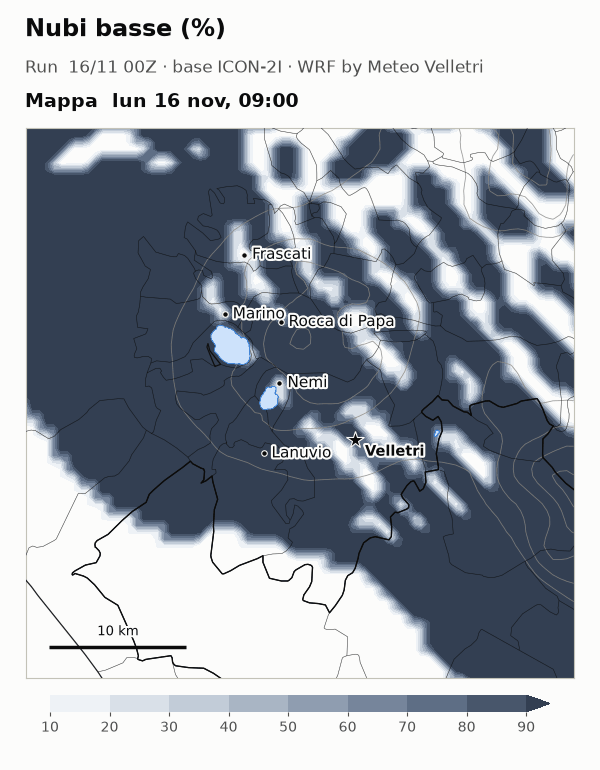 Nubi basse (%)
Run  16/11 00Z · base ICON-2I · WRF by Meteo Velletri
Mappa  lun 16 nov, 09:00
Frascati
Marino
Rocca di Papa
Nemi
Velletri
Lanuvio
10 km
10 20 30 40 50 60 70 80 90